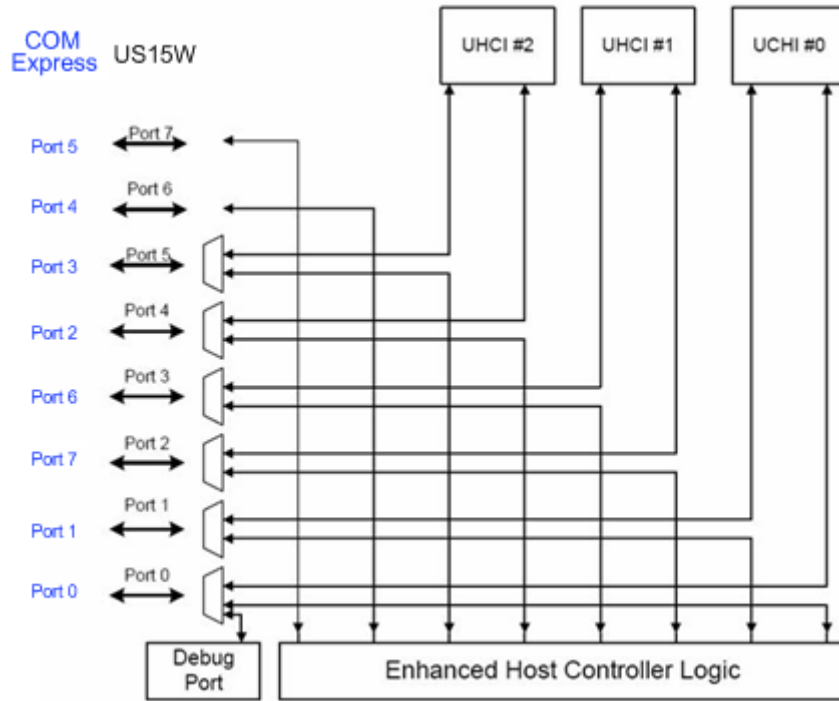 COM
Express US15W
UHCI #2 UHCI #1 UCHI #0
Port 5 Port 7
Port 4 Port 6
Port 3 Port 5
Port 2 Port 4
Port 6 Port 3
Port 7 Port 2
Port 1 Port 1
Port 0 Port 0
Debug
Port
Enhanced Host Controller Logic